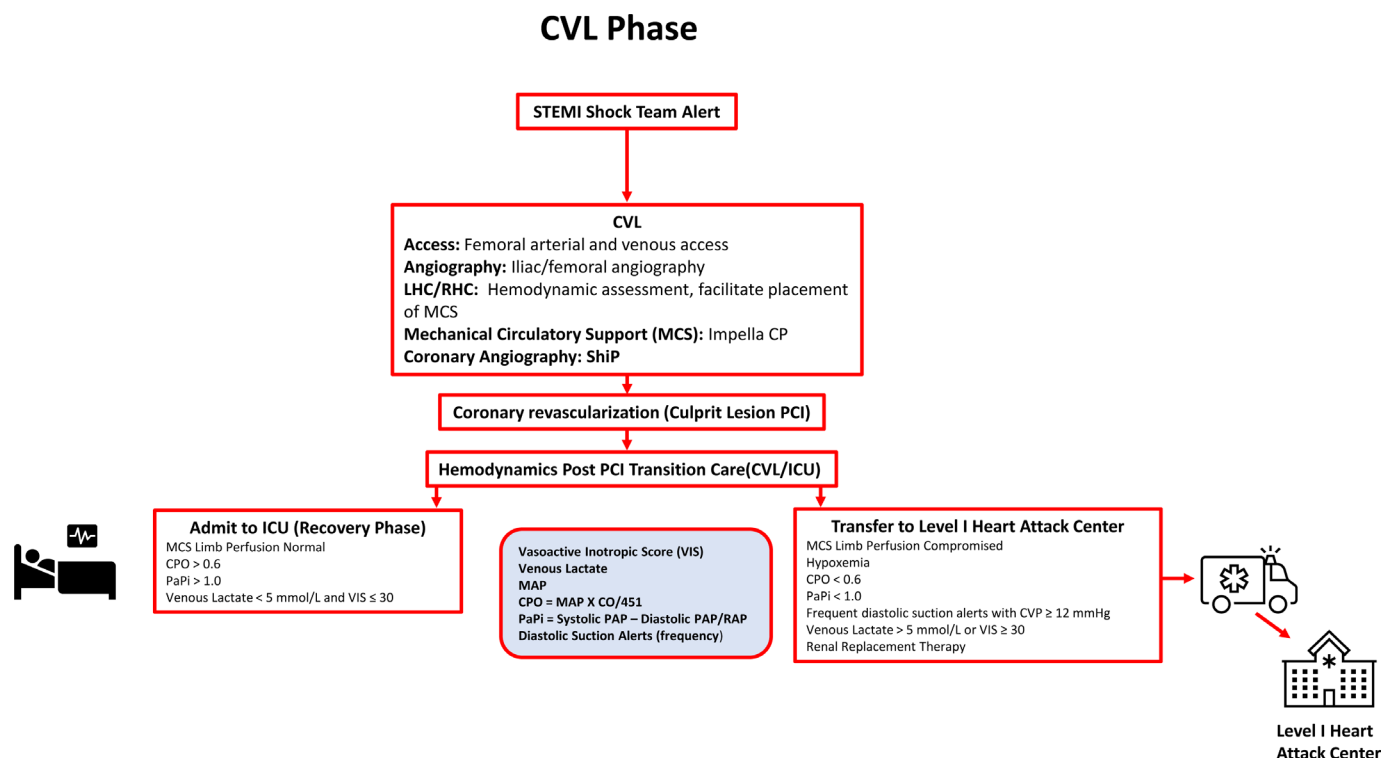 CVL Phase
STEMI Shock Team Alert
CVL
Access: Femoral arterial and venous access
Angiography: Iliac/femoral angiography
LHC/RHC:  Hemodynamic assessment, facilitate placement
of MCS
Mechanical Circulatory Support (MCS): Impella CP
Coronary Angiography: ShiP
Coronary revascularization (Culprit Lesion PCI)
Hemodynamics Post PCI Transition Care(CVL/ICU)
Admit to ICU (Recovery Phase)
MCS Limb Perfusion Normal
CPO > 0.6
PaPi > 1.0
Venous Lactate < 5 mmol/L and VIS ≤ 30
Vasoactive Inotropic Score (VIS)
Venous Lactate
MAP
CPO = MAP X CO/451
PaPi = Systolic PAP – Diastolic PAP/RAP
Diastolic Suction Alerts (frequency)
Transfer to Level I Heart Attack Center
MCS Limb Perfusion Compromised
Hypoxemia
CPO < 0.6
PaPi < 1.0
Frequent diastolic suction alerts with CVP ≥ 12 mmHg
Venous Lactate > 5 mmol/L or VIS ≥ 30
Renal Replacement Therapy
Level I Heart
Attack Center